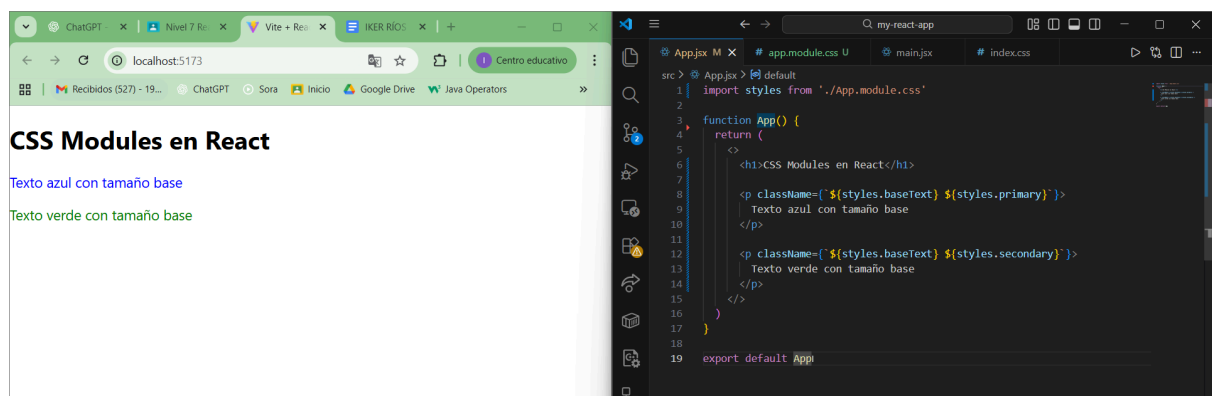 ChatGPT -
Nivel 7 Re
Vite + Rea
IKER RÍOS
localhost:5173
I Centro educativo
Recibidos (527) - 19...
ChatGPT
Sora
Inicio
Google Drive
Java Operators
»
CSS Modules en React
Texto azul con tamaño base
Texto verde con tamaño base
my-react-app
App.jsx M
# app.module.css U
main.jsx
# index.css
src > App.jsx > default
1 import styles from './App.module.css'
2
3 function App() {
4 return (
5 <>
6 <h1>CSS Modules en React</h1>
7
8 <p className={`${styles.baseText} ${styles.primary}`}>
9 Texto azul con tamaño base
10 </p>
11
12 <p className={`${styles.baseText} ${styles.secondary}`}>
13 Texto verde con tamaño base
14 </p>
15 </>
16 )
17 }
18
19 export default App
2